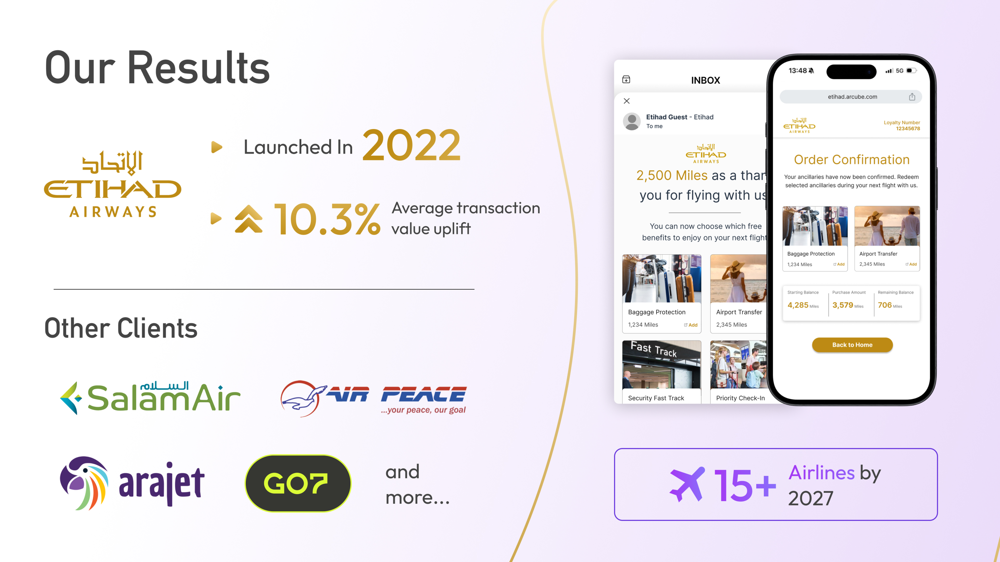 Our Results
الإتحاد
ETIHAD
AIRWAYS
Launched In 2022
10.3% Average transaction
value uplift
Other Clients
السلام
SalamAir
AIR PEACE
...your peace, our goal
arajet
GO7
and
more...
INBOX
Etihad Guest - Etihad
To me
الإتحاد
ETIHAD
AIRWAYS
2,500 Miles as a than
you for flying with us
You can now choose which free
benefits to enjoy on your next flight
Baggage Protection
1,234 Miles Add
Airport Transfer
2,345 Miles
Fast Track
Security Fast Track
Priority Check-In
13:48 5G
etihad.arcube.com
الإتحاد
ETIHAD
AIRWAYS
Loyalty Number
12345678
Order Confirmation
Your ancillaries have now been confirmed. Redeem
selected ancillaries during your next flight with us.
Baggage Protection
1,234 Miles Add
Airport Transfer
2,345 Miles Add
Starting Balance Purchase Amount Remaining Balance
4,285 Miles 3,579 Miles 706 Miles
Back to Home
15+ Airlines by
2027